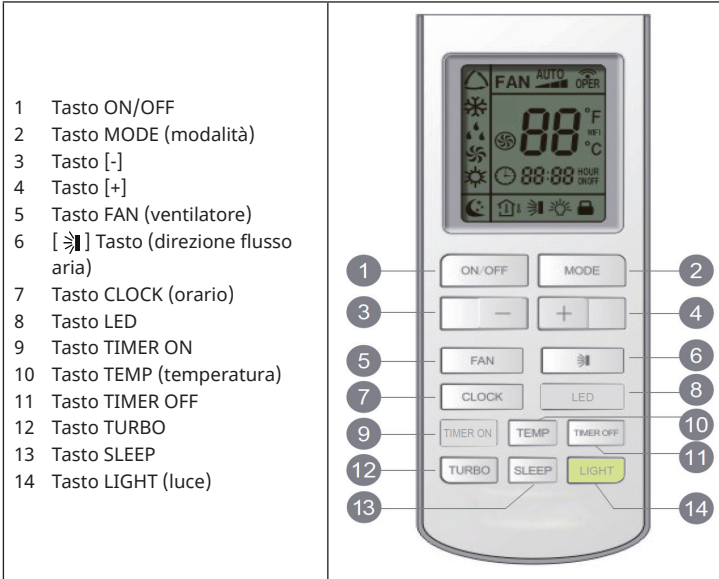 1 Tasto ON/OFF
2 Tasto MODE (modalità)
3 Tasto [-]
4 Tasto [+]
5 Tasto FAN (ventilatore)
6 [ ] Tasto (direzione flusso
aria)
7 Tasto CLOCK (orario)
8 Tasto LED
9 Tasto TIMER ON
10 Tasto TEMP (temperatura)
11 Tasto TIMER OFF
12 Tasto TURBO
13 Tasto SLEEP
14 Tasto LIGHT (luce)
FAN AUTO OPER
88 °F
WIFI
°C
88:88 HOUR
ON OFF
1 ON/OFF MODE 2
3 − + 4
5 FAN 6
7 CLOCK LED 8
9 TIMER ON TEMP TIMER OFF 10
11
12 TURBO SLEEP LIGHT
13 14